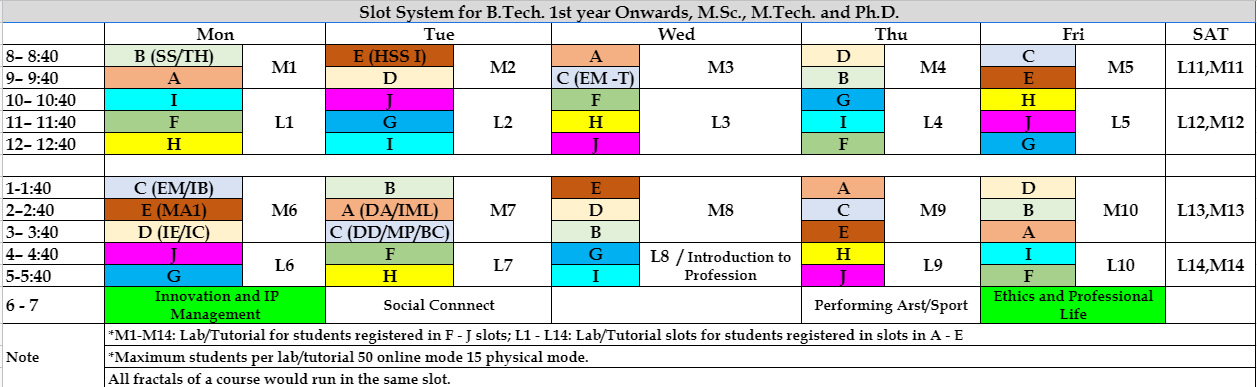 Slot System for B.Tech. 1st year Onwards, M.Sc., M.Tech. and Ph.D.
Mon Tue Wed Thu Fri SAT
8– 8:40 B (SS/TH) M1 E (HSS I) M2 A M3 D M4 C M5 L11,M11
9– 9:40 A D C (EM -T) B E
10– 10:40 I L1 J L2 F L3 G L4 H L5 L12,M12
11– 11:40 F G H I J
12– 12:40 H I J F G
1-1:40 C (EM/IB) M6 B M7 E M8 A M9 D M10 L13,M13
2–2:40 E (MA1) A (DA/IML) D C B
3– 3:40 D (IE/IC) C (DD/MP/BC) B E A
4– 4:40 J L6 F L7 G L8 / Introduction to Profession H L9 I L10 L14,M14
5-5:40 G H I J F
6 - 7 Innovation and IP Management Social Connnect Performing Arst/Sport Ethics and Professional Life
Note *M1-M14: Lab/Tutorial for students registered in F - J slots; L1 - L14: Lab/Tutorial slots for students registered in slots in A - E
*Maximum students per lab/tutorial 50 online mode 15 physical mode.
All fractals of a course would run in the same slot.